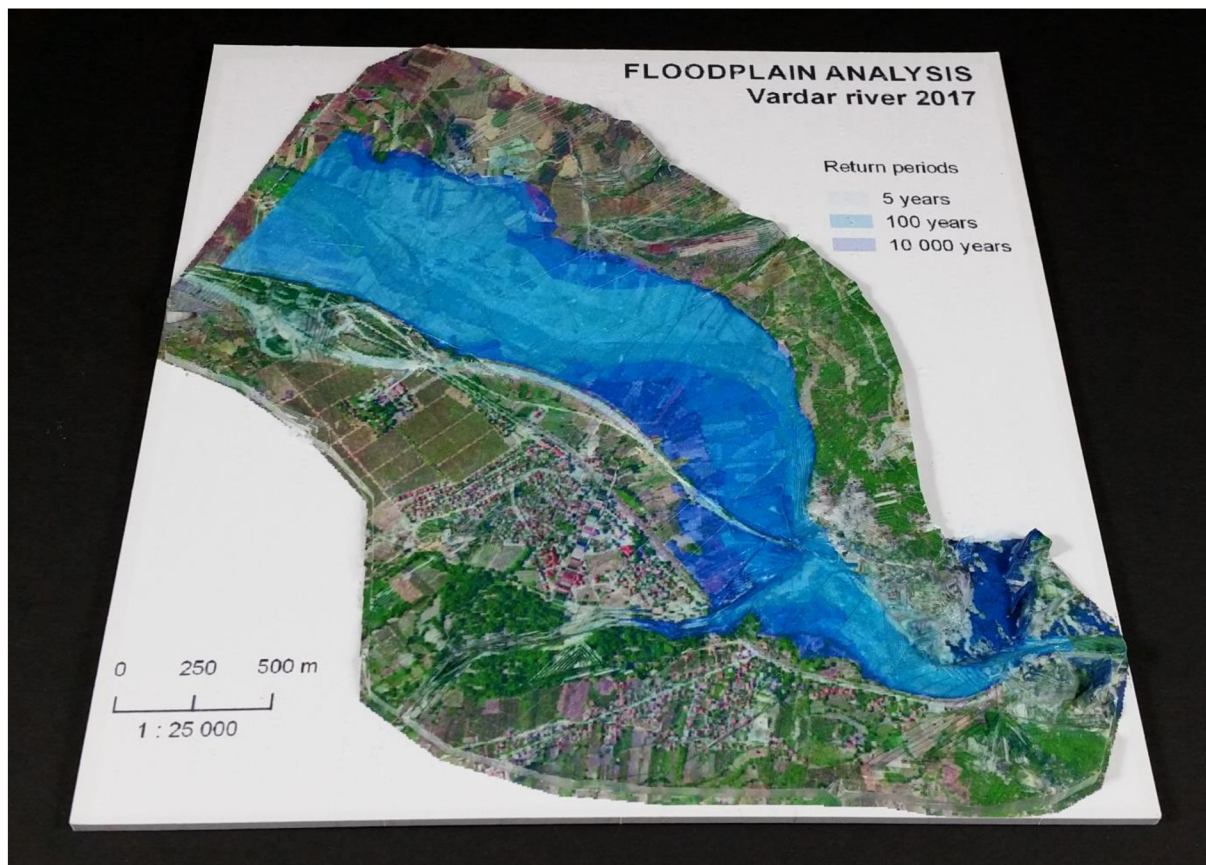 FLOODPLAIN ANALYSIS
Vardar river 2017
Return periods
5 years
100 years
10 000 years
0 250 500 m
1 : 25 000